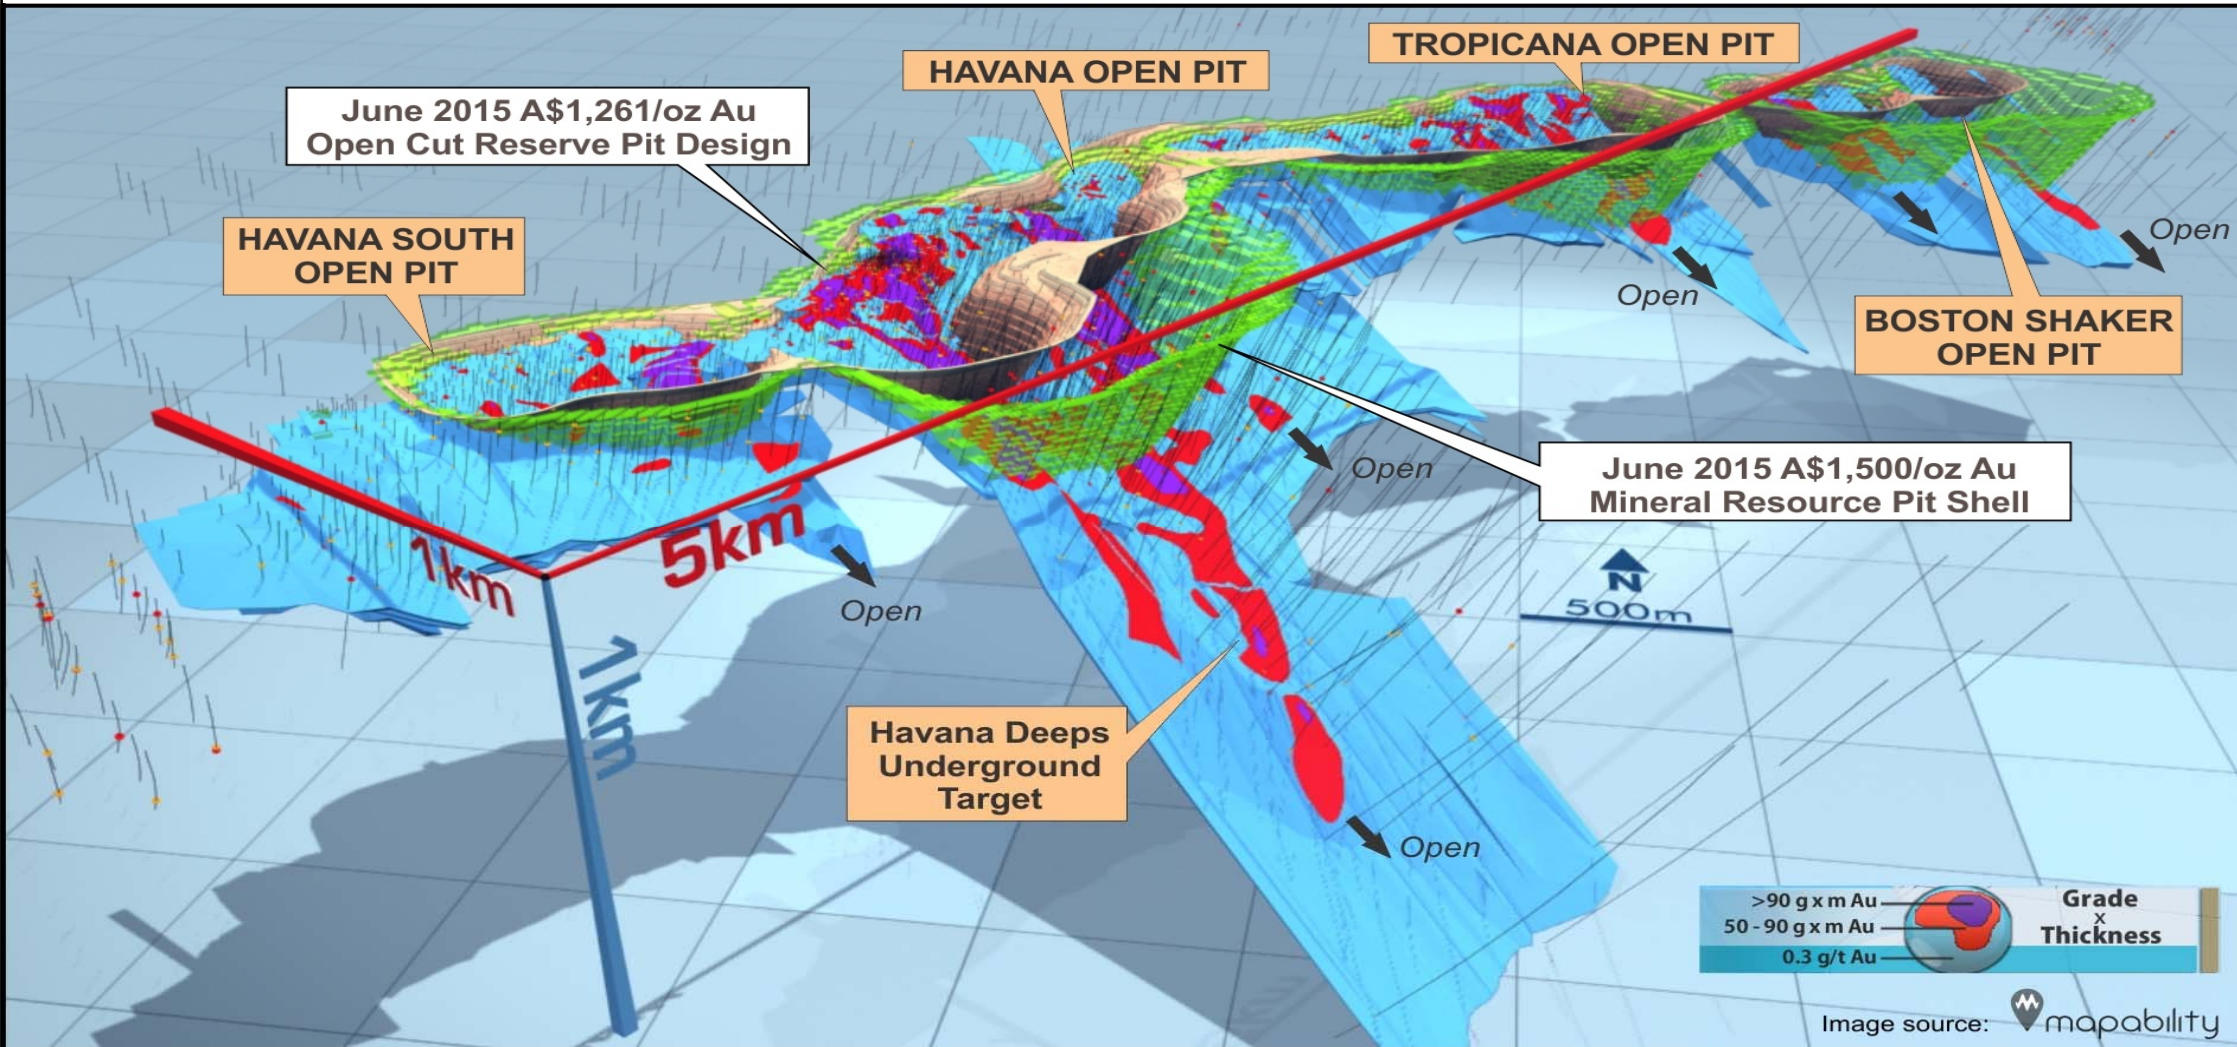 TROPICANA OPEN PIT
HAVANA OPEN PIT
June 2015 A$1,261/oz Au
Open Cut Reserve Pit Design
HAVANA SOUTH
OPEN PIT
Open
Open
BOSTON SHAKER
OPEN PIT
Open
June 2015 A$1,500/oz Au
Mineral Resource Pit Shell
1km
5km
Open
N
500m
1km
Havana Deeps
Underground
Target
Open
>90 g x m Au
50 - 90 g x m Au
0.3 g/t Au
Grade
x
Thickness
Image source:
mapability